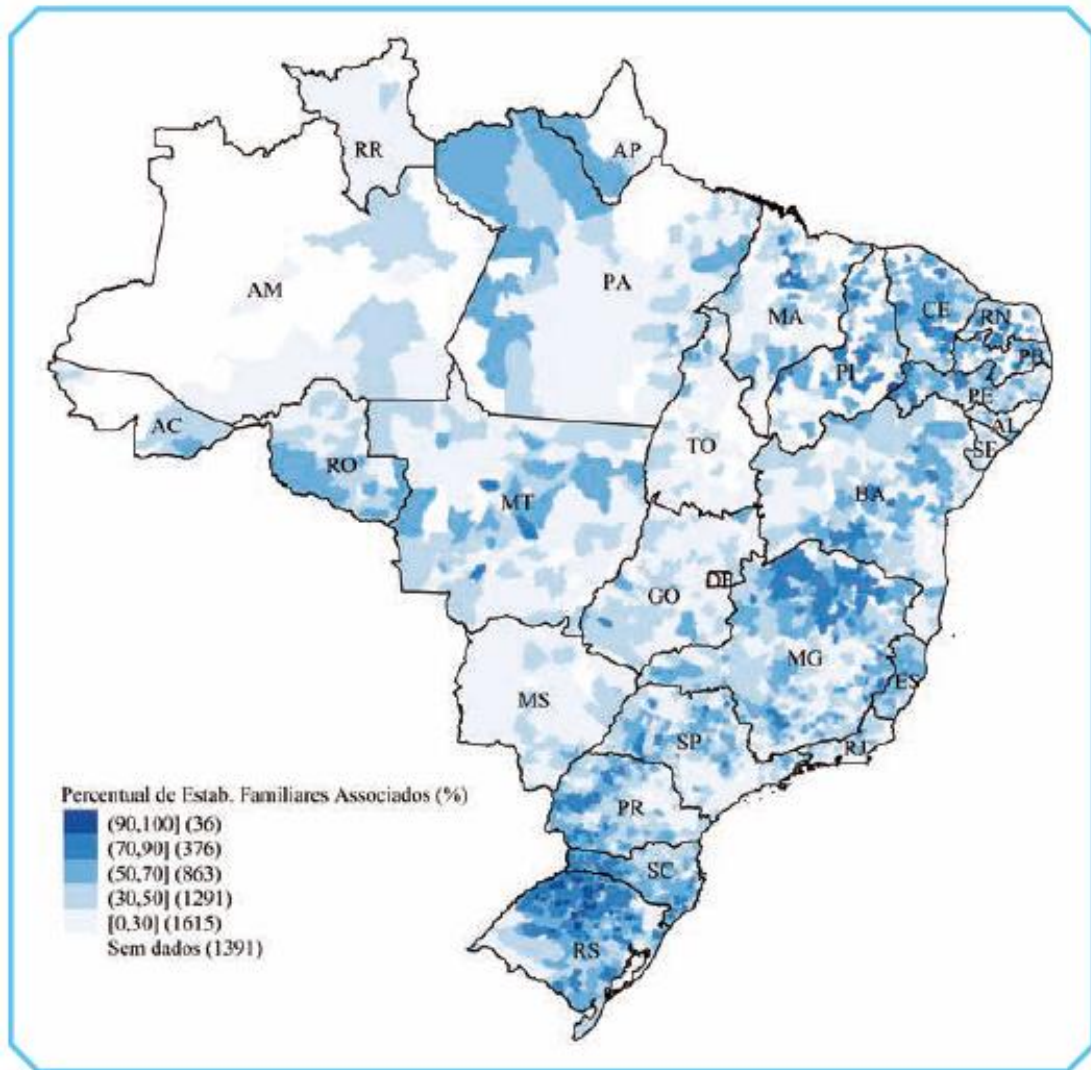 RR
AP
AM
PA
MA
CE
RN
PB
PI
PE
AC
AL
TO
SE
RO
MT
BA
DF
GO
MG
ES
MS
SP
RJ
Percentual de Estab. Familiares Associados (%)
PR
(90,100] (36)
(70,90] (376)
(50,70] (863)
SC
(30,50] (1291)
[0,30] (1615)
Sem dados (1391)
RS